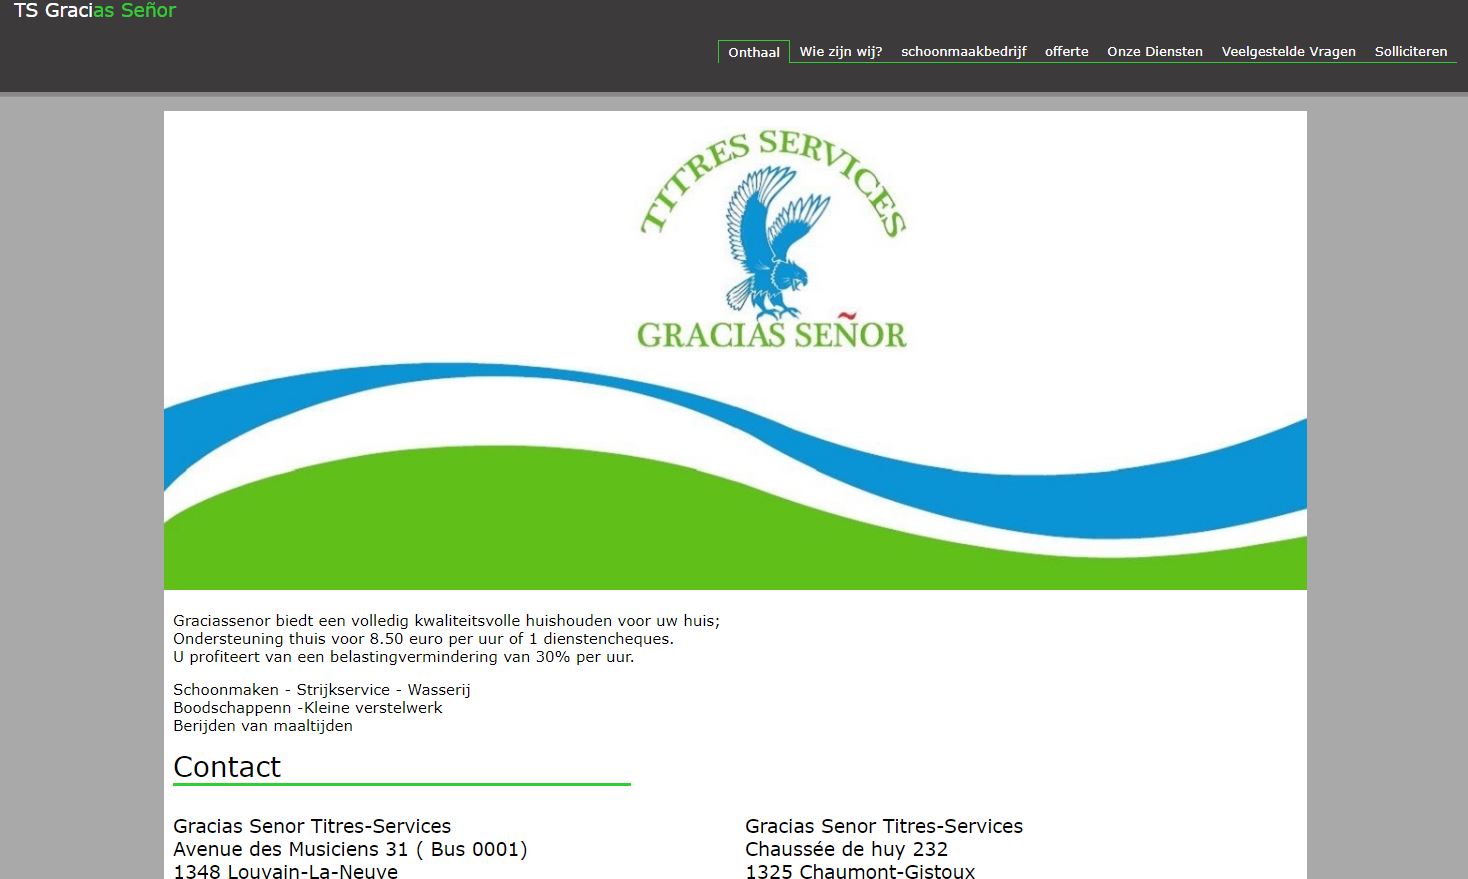 TS Gracias Señor
Onthaal Wie zijn wij? schoonmaakbedrijf offerte Onze Diensten Veelgestelde Vragen Solliciteren
TITRES SERVICES
GRACIAS SEÑOR
Graciassenor biedt een volledig kwaliteitsvolle huishouden voor uw huis;
Ondersteuning thuis voor 8.50 euro per uur of 1 dienstencheques.
U profiteert van een belastingvermindering van 30% per uur.
Schoonmaken - Strijkservice - Wasserij
Boodschappenn -Kleine verstelwerk
Berijden van maaltijden
Contact
Gracias Senor Titres-Services
Avenue des Musiciens 31 ( Bus 0001)
1348 Louvain-La-Neuve
Gracias Senor Titres-Services
Chaussée de huy 232
1325 Chaumont-Gistoux